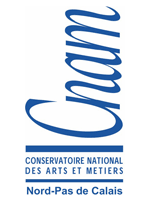 Cnam
CONSERVATOIRE NATIONAL
DES ARTS ET METIERS
Nord-Pas de Calais